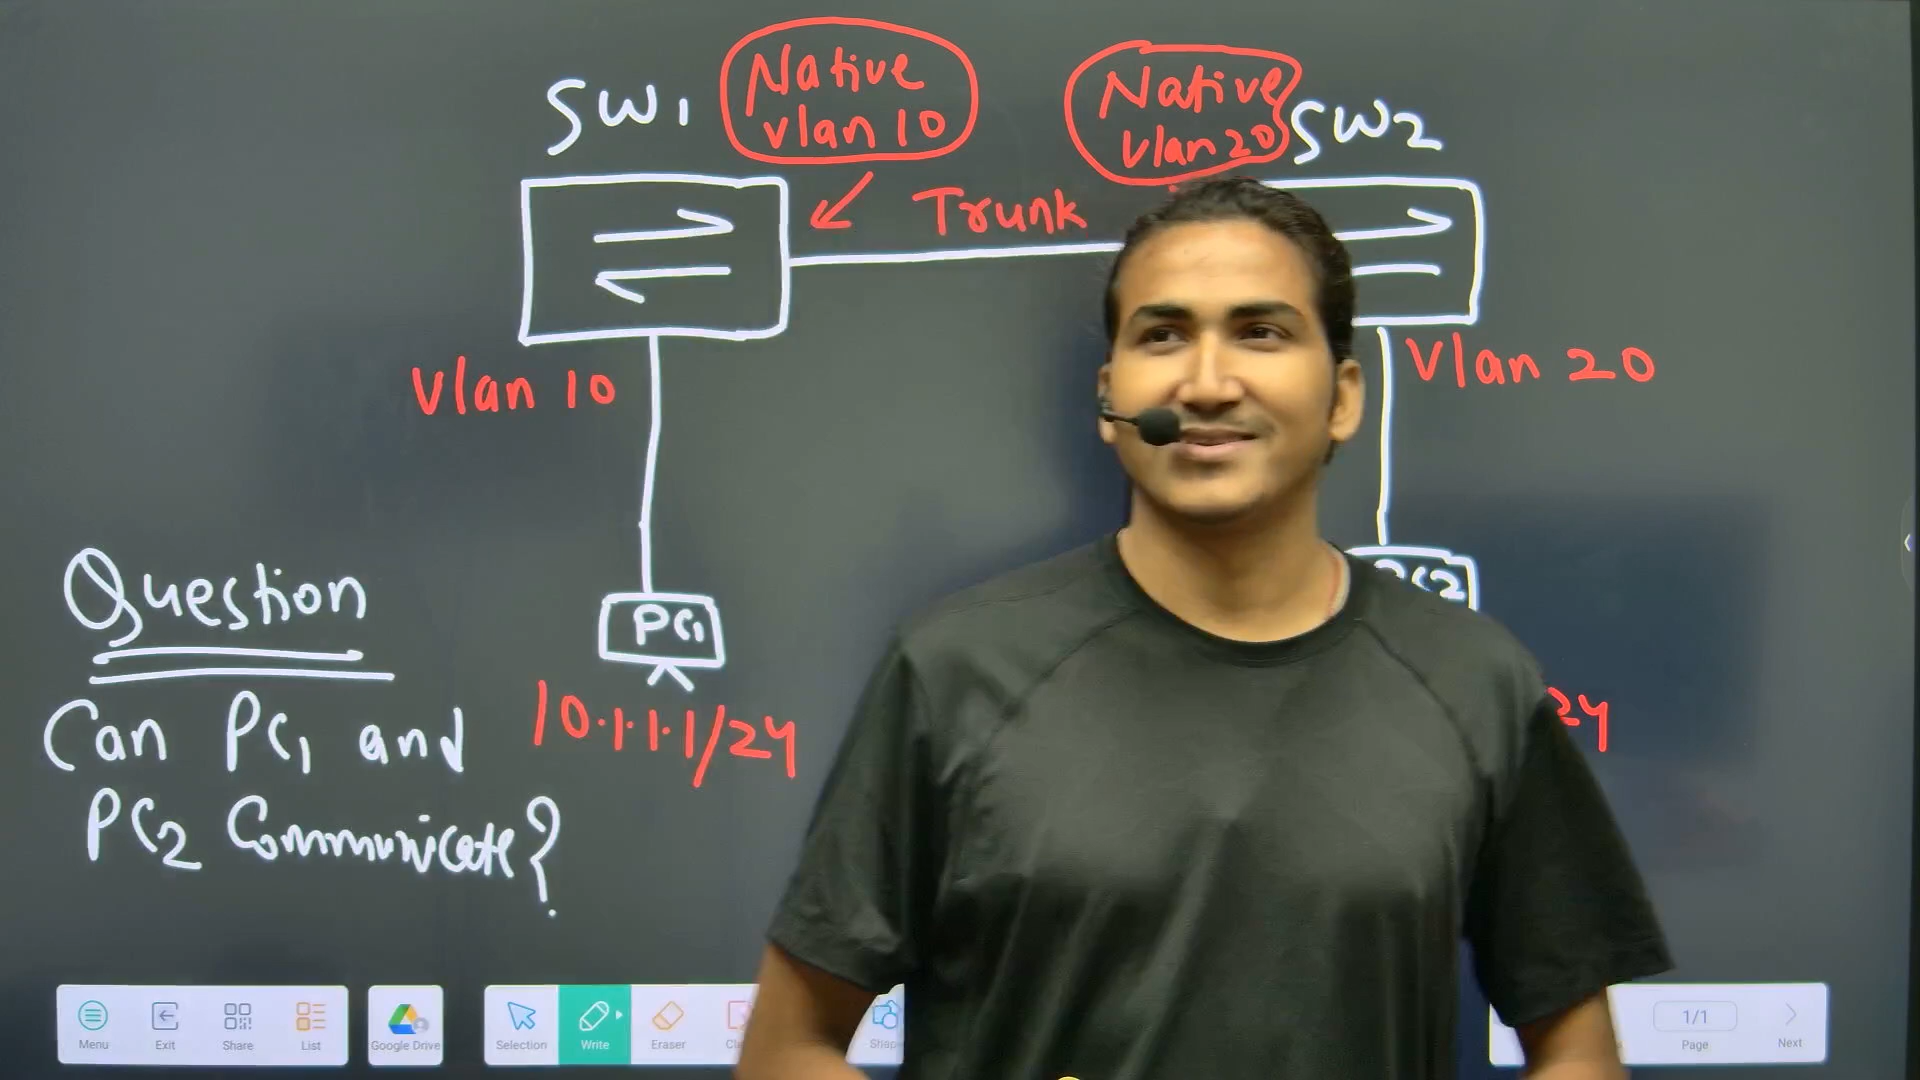 SW1
Native
vlan 10
Native
Vlan 20
SW2
Trunk
Vlan 10
Vlan 20
PC1
PC2
10.1.1.1/24
24
Question
Can PC1 and
PC2 Communicate?
Menu
Exit
Share
List
Google Drive
Selection
Write
Eraser
1/1
Page
Next